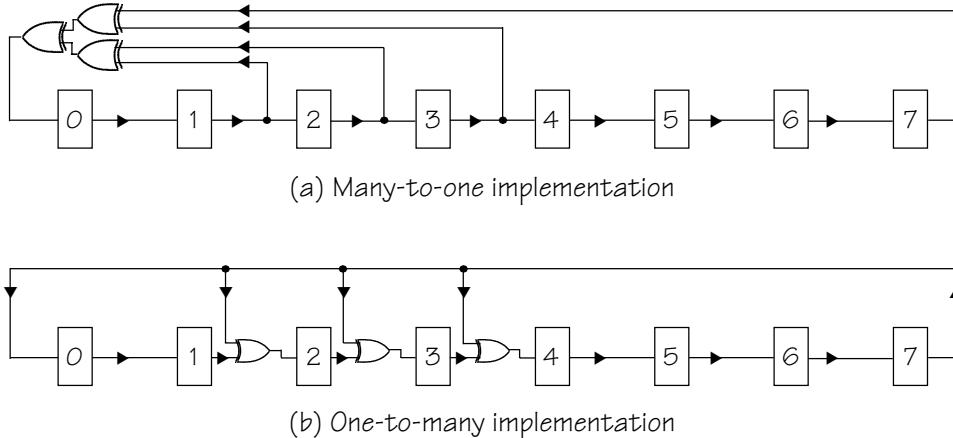 0 1 2 3 4 5 6 7
(a) Many-to-one implementation
0 1 2 3 4 5 6 7
(b) One-to-many implementation